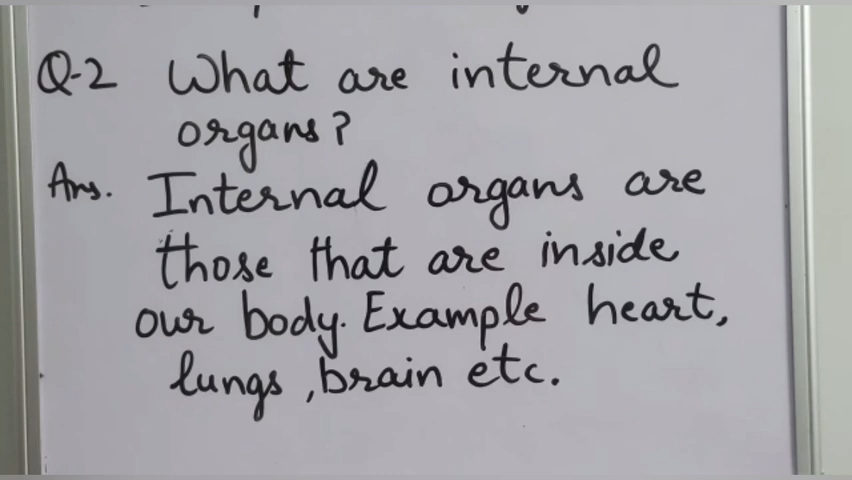 Q-2 What are internal
organs?
Ans. Internal organs are
those that are inside
our body. Example heart,
lungs, brain etc.